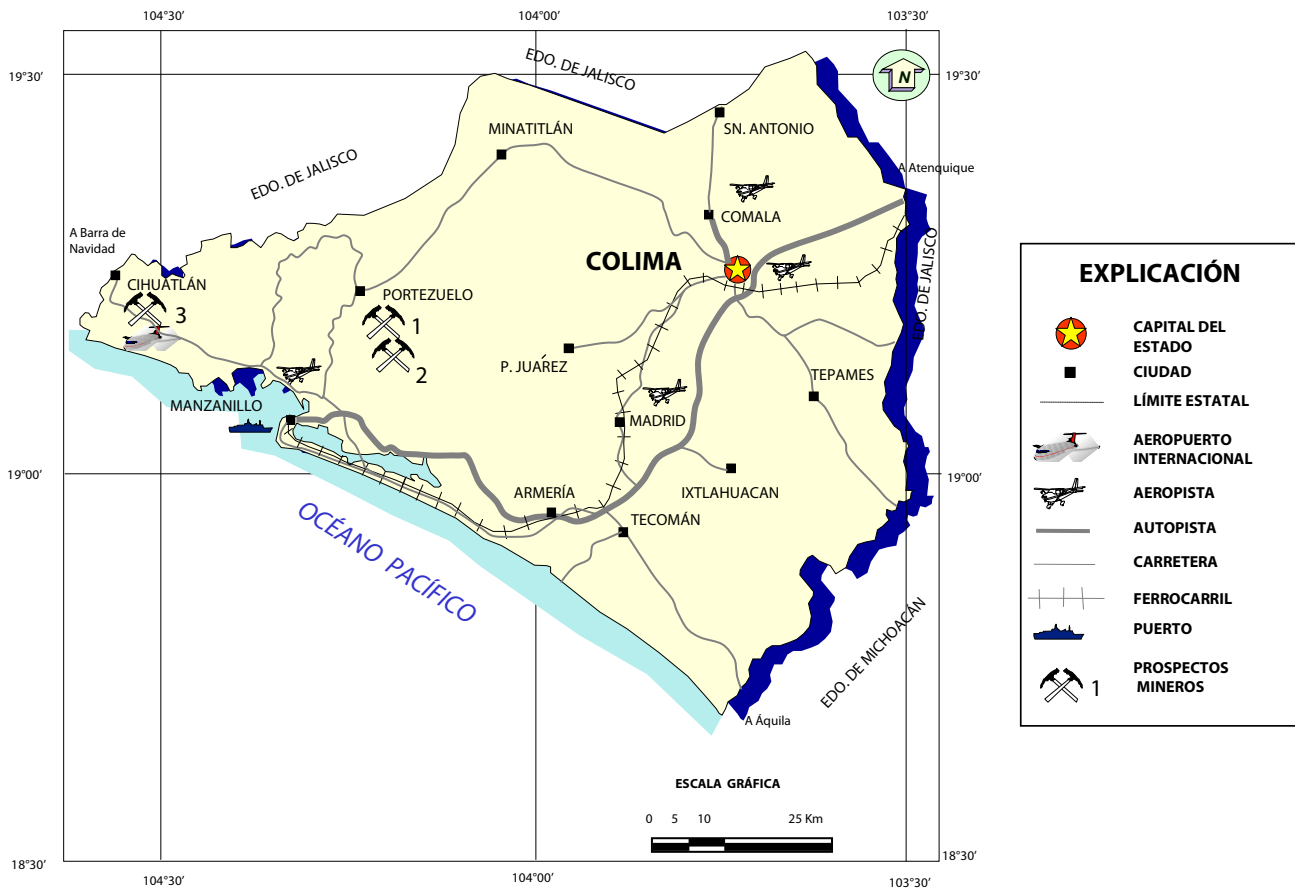 104°30’
104°00’
103°30’
19°30’
19°30’
EDO. DE JALISCO
N
SN. ANTONIO
MINATITLÁN
EDO. DE JALISCO
A Atenquique
COMALA
A Barra de
Navidad
COLIMA
EDO. DE JALISCO
CIHUATLÁN
3
PORTEZUELO
1
2
P. JUAŔEZ
TEPAMES
MANZANILLO
MADRID
19°00’
19°00’
IXTLAHUACAN
ARMERÍA
TECOMÁN
OCÉANO PACÍFICO
EDO. DE MICHOACÁN
A Áquila
ESCALA GRÁFICA
0 5 10 25 Km
18°30’
18°30’
104°30’
104°00’
103°30’
EXPLICACIÓN
CAPITAL DEL
ESTADO
CIUDAD
LÍMITE ESTATAL
AEROPUERTO
INTERNACIONAL
AEROPISTA
AUTOPISTA
CARRETERA
FERROCARRIL
PUERTO
1
PROSPECTOS
MINEROS